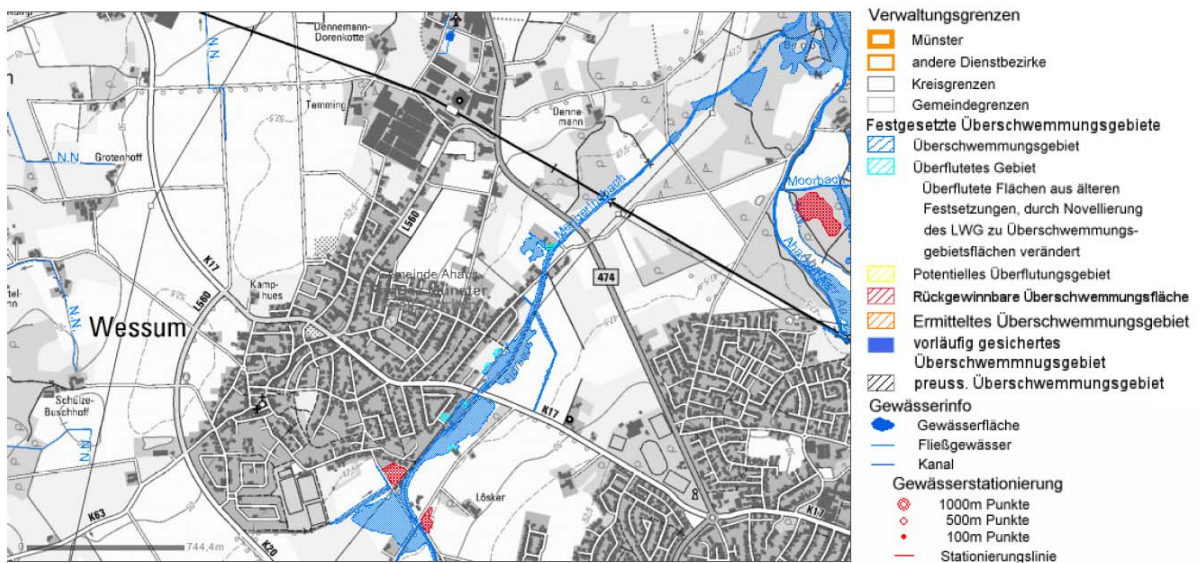 Dennemann-
Dorenkotte
N.N.
Temming
Denne
mann
N.N.
Grotenhoff
Moorbach
L560
K17
474
Kamp-
hues
L560
Wessum
N.N.
Schulze-
Buschhoff
K17
Lösker
K17
K63
K20
744,4m
Verwaltungsgrenzen
Münster
andere Dienstbezirke
Kreisgrenzen
Gemeindegrenzen
Festgesetzte Überschwemmungsgebiete
Überschwemmungsgebiet
Überflutetes Gebiet
Überflutete Flächen aus älteren
Festsetzungen, durch Novellierung
des LWG zu Überschwemmungs-
gebietsflächen verändert
Potentielles Überflutungsgebiet
Rückgewinnbare Überschwemmungsfläche
Ermitteltes Überschwemmungsgebiet
vorläufig gesichertes
Überschwemmnugsgebiet
preuss. Überschwemmungsgebiet
Gewässerinfo
Gewässerfläche
Fließgewässer
Kanal
Gewässerstationierung
1000m Punkte
500m Punkte
100m Punkte
Stationierungslinie